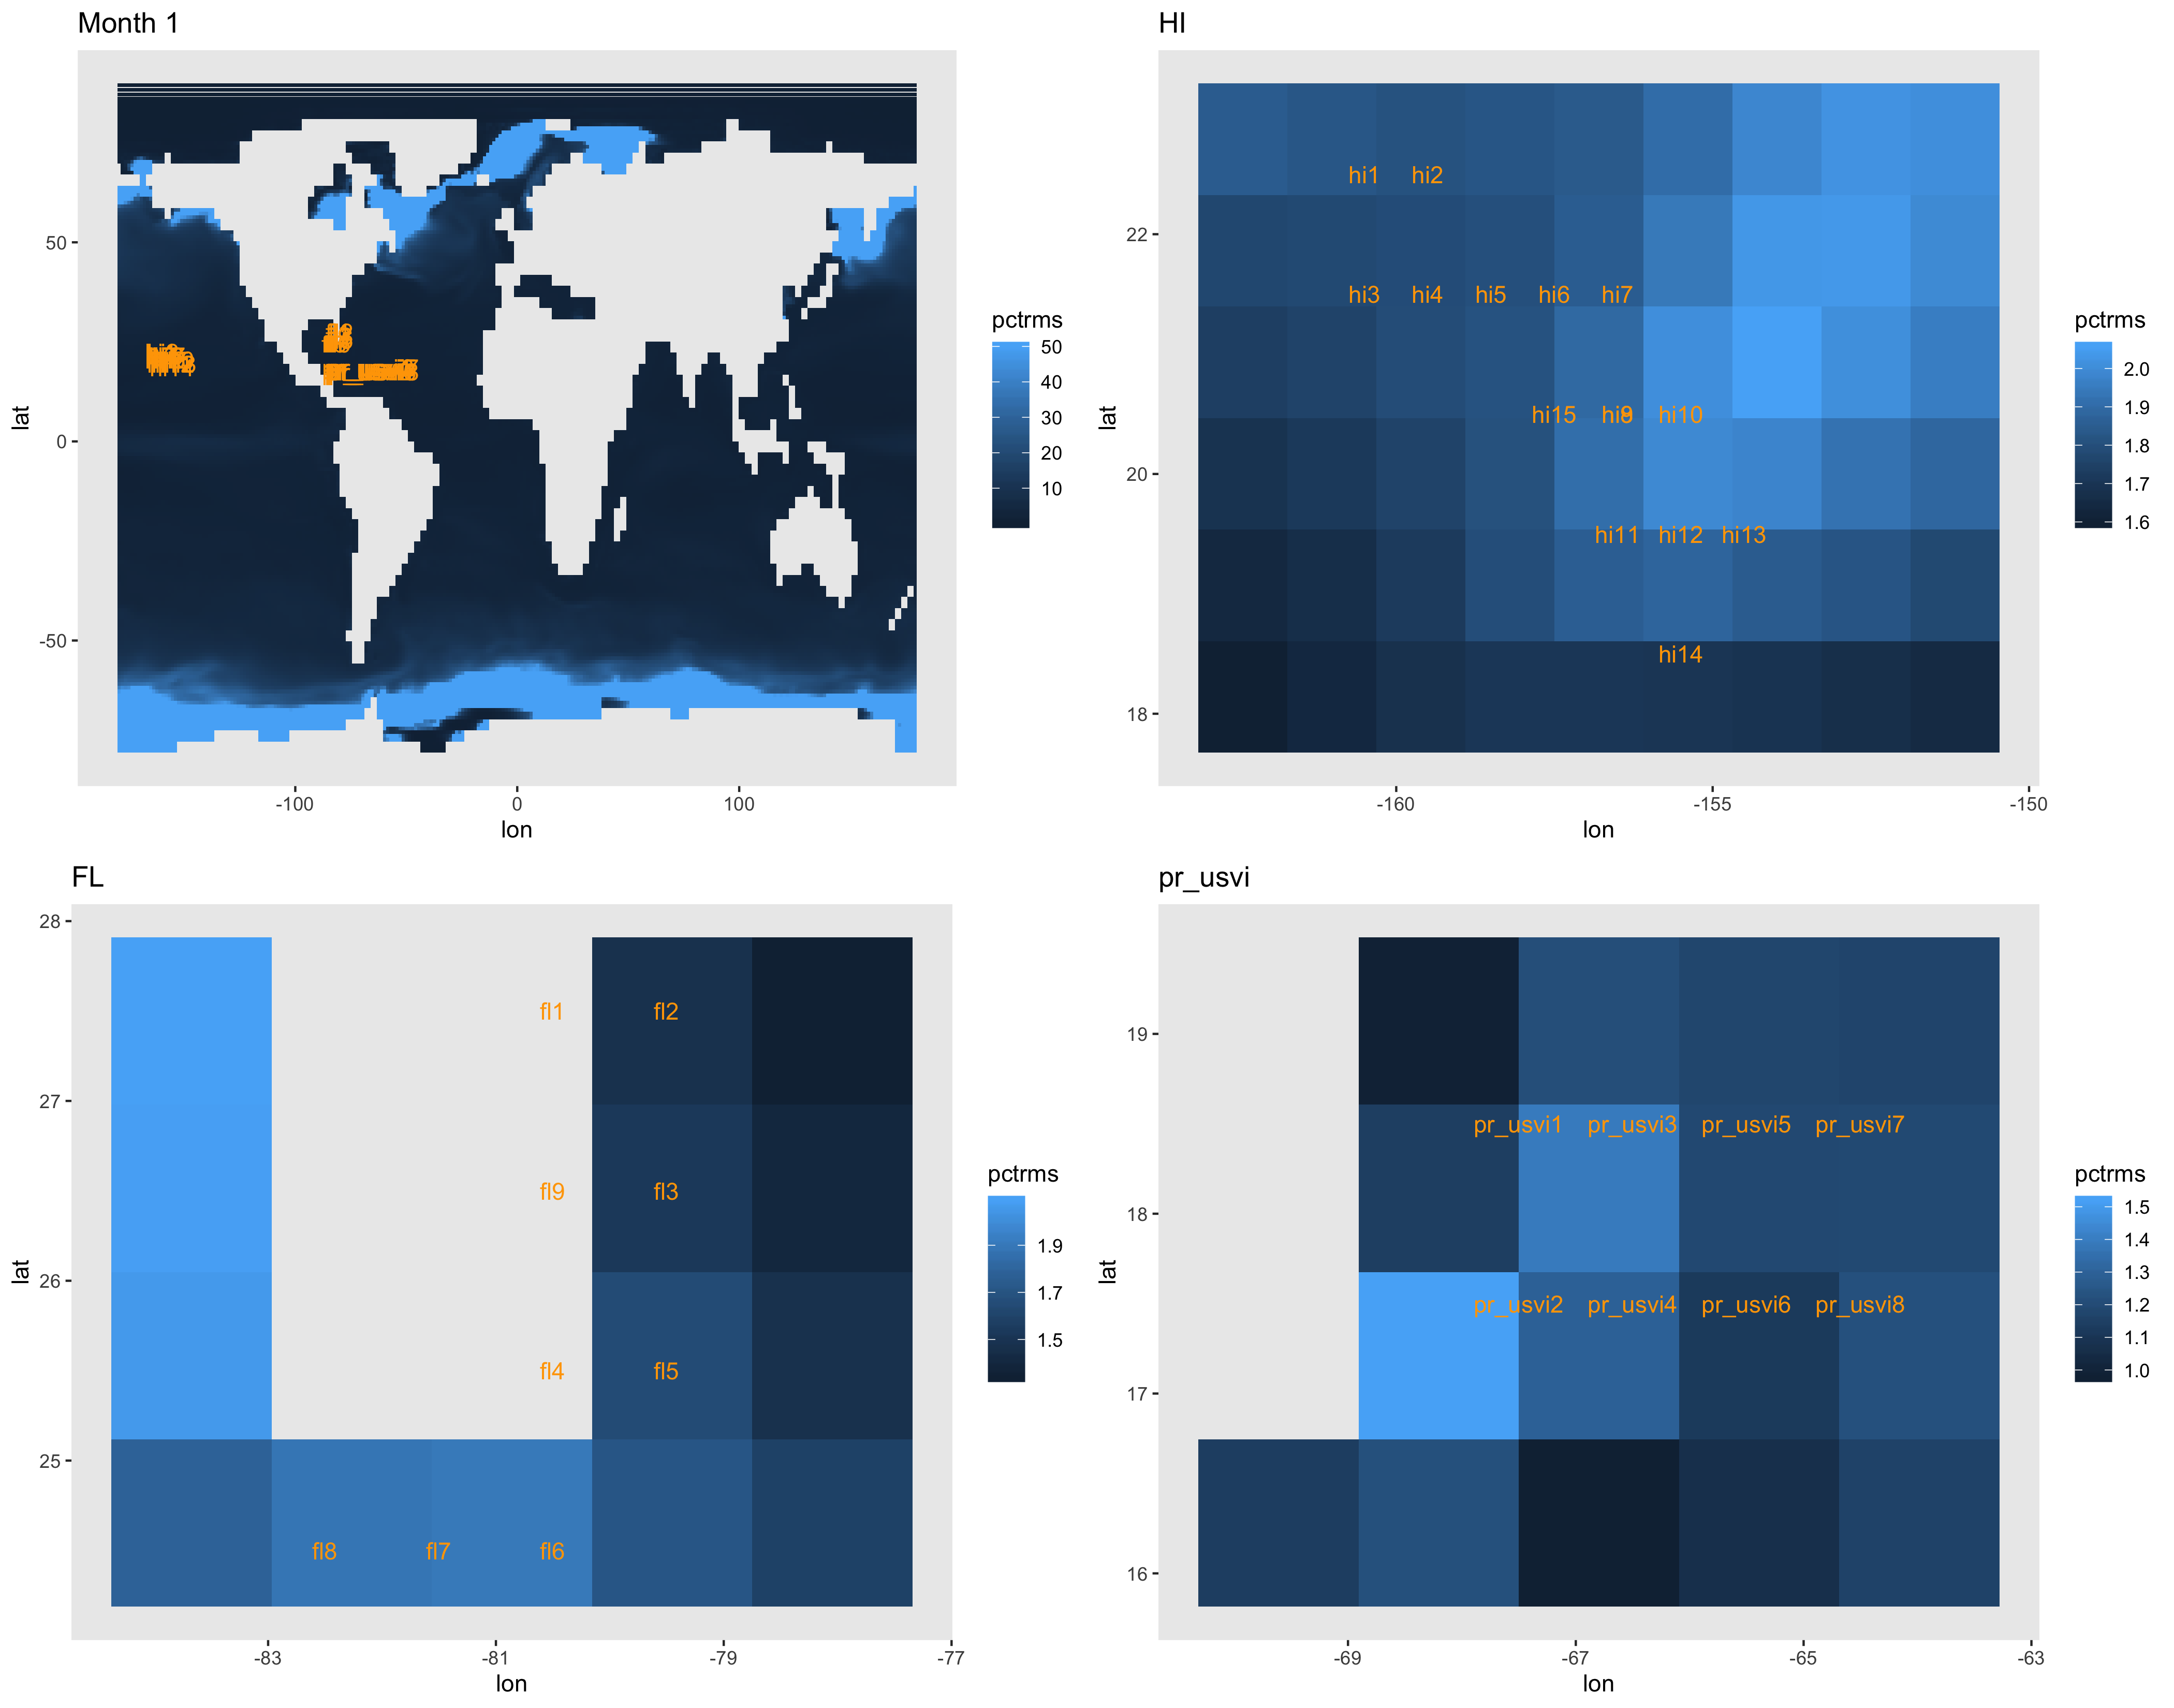 Month 1
50
0
-50
lat
-100
0
100
lon
pctrms
50
40
30
20
10
HI
22
20
18
lat
hi1 hi2
hi3 hi4 hi5 hi6 hi7
hi15 hi10
hi11 hi12 hi13
hi14
-160
-155
-150
lon
pctrms
2.0
1.9
1.8
1.7
1.6
FL
28
27
26
25
lat
fl1 fl2
fl9 fl3
fl4 fl5
fl8 fl7 fl6
-83
-81
-79
-77
lon
pctrms
1.9
1.7
1.5
pr_usvi
19
18
17
16
lat
pr_usvi1 pr_usvi3 pr_usvi5 pr_usvi7
pr_usvi2 pr_usvi4 pr_usvi6 pr_usvi8
-69
-67
-65
-63
lon
pctrms
1.5
1.4
1.3
1.2
1.1
1.0